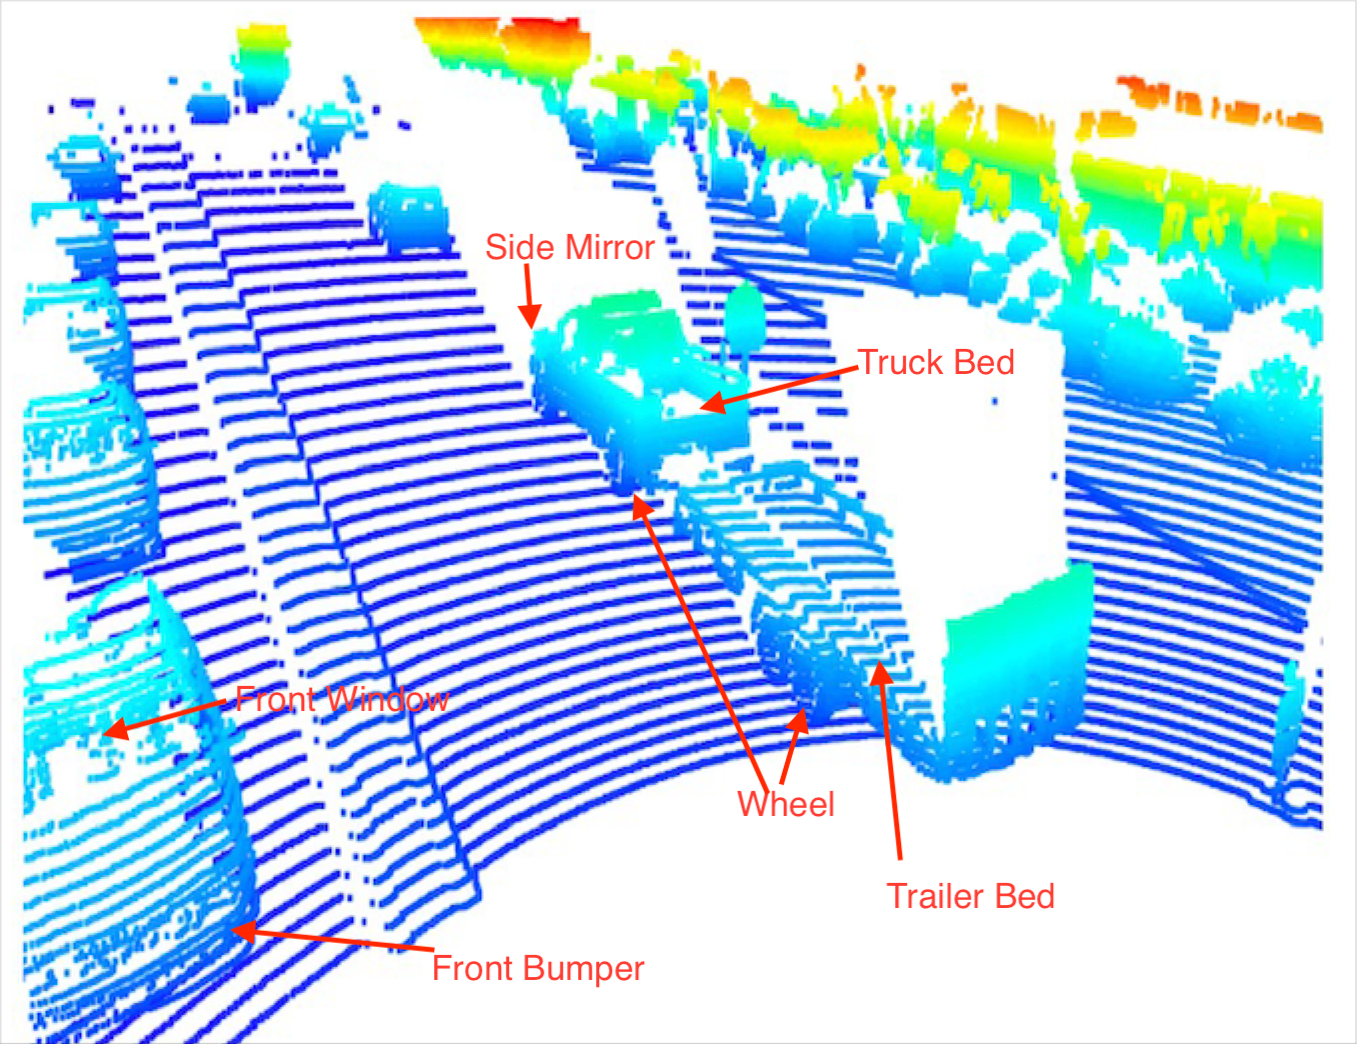 Side Mirror
Truck Bed
Front Window
Wheel
Trailer Bed
Front Bumper